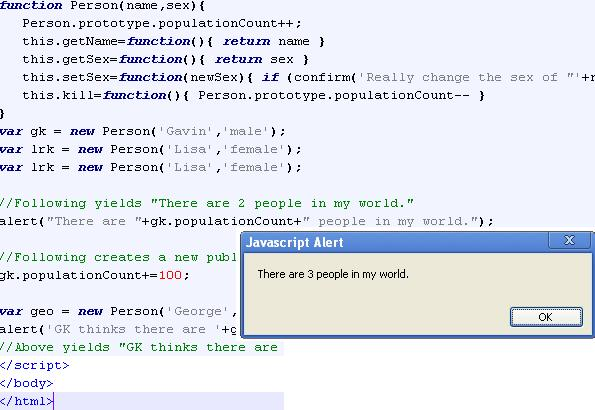 function Person(name,sex){
Person.prototype.populationCount++;
this.getName=function(){ return name }
this.getSex=function(){ return sex }
this.setSex=function(newSex){ if (confirm('Really change the sex of "'+n
this.kill=function(){ Person.prototype.populationCount-- }
}
var gk = new Person('Gavin','male');
var lrk = new Person('Lisa','female');
var lrk = new Person('Lisa','female');
//Following yields "There are 2 people in my world."
alert("There are "+gk.populationCount+" people in my world.");
//Following creates a new publ
gk.populationCount+=100;
var geo = new Person('George',
alert('GK thinks there are '+g
//Above yields "GK thinks there are
</script>
</body>
</html>
Javascript Alert
There are 3 people in my world.
OK